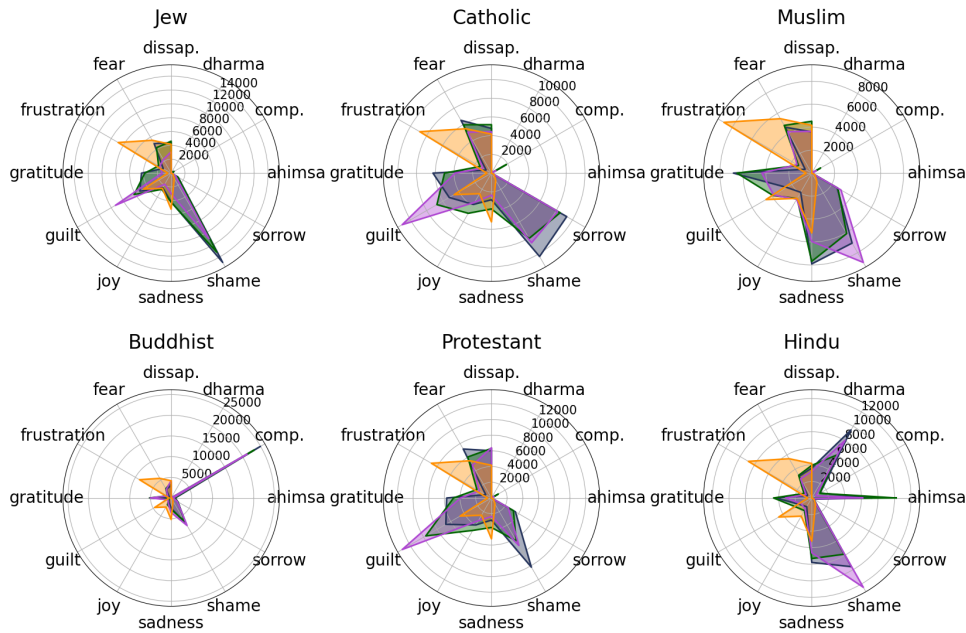 Jew
Catholic
Muslim
dissap.
fear
dharma
frustration
comp.
gratitude
ahimsa
guilt
sorrow
joy
shame
sadness
2000
4000
6000
8000
10000
12000
14000
dissap.
fear
dharma
frustration
comp.
gratitude
ahimsa
guilt
sorrow
joy
shame
sadness
2000
4000
6000
8000
10000
dissap.
fear
dharma
frustration
comp.
gratitude
ahimsa
guilt
sorrow
joy
shame
sadness
2000
4000
6000
8000
Buddhist
Protestant
Hindu
dissap.
fear
dharma
frustration
comp.
gratitude
ahimsa
guilt
sorrow
joy
shame
sadness
5000
10000
15000
20000
25000
dissap.
fear
dharma
frustration
comp.
gratitude
ahimsa
guilt
sorrow
joy
shame
sadness
2000
4000
6000
8000
10000
12000
dissap.
fear
dharma
frustration
comp.
gratitude
ahimsa
guilt
sorrow
joy
shame
sadness
2000
4000
6000
8000
10000
12000